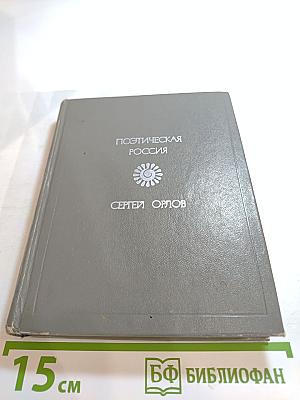 ПОЭТИЧЕСКАЯ
РОССИЯ
СЕРГЕЙ ОРЛОВ
15 см
БФ БИБЛИОФАН